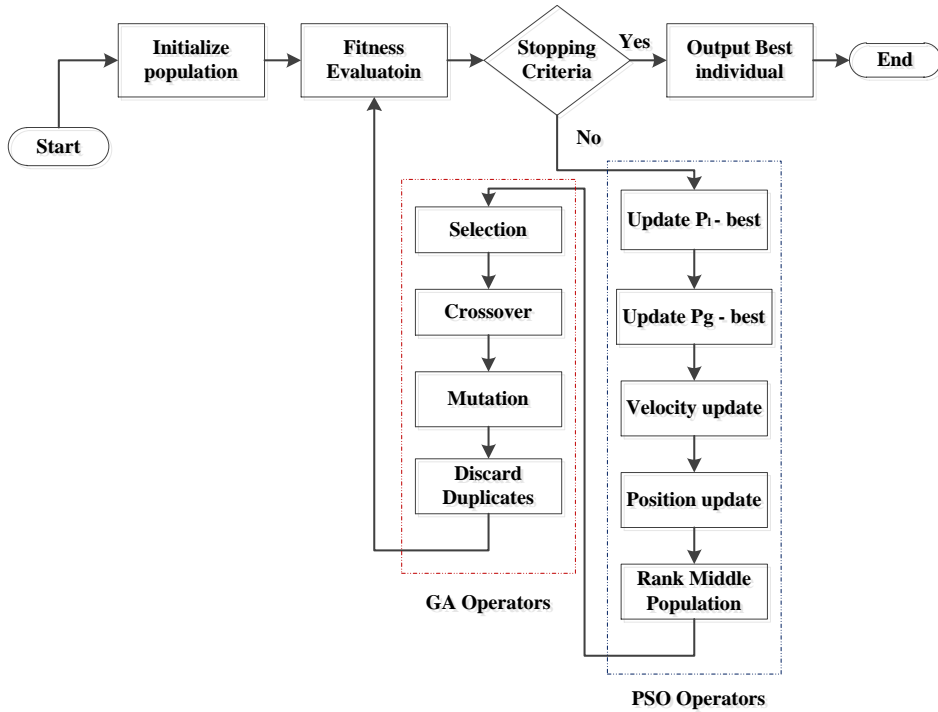 Start
Initialize
population
Fitness
Evaluatoin
Stopping
Criteria
Yes
Output Best
individual
End
No
Update Pl - best
Update Pg - best
Velocity update
Position update
Rank Middle
Population
PSO Operators
Selection
Crossover
Mutation
Discard
Duplicates
GA Operators